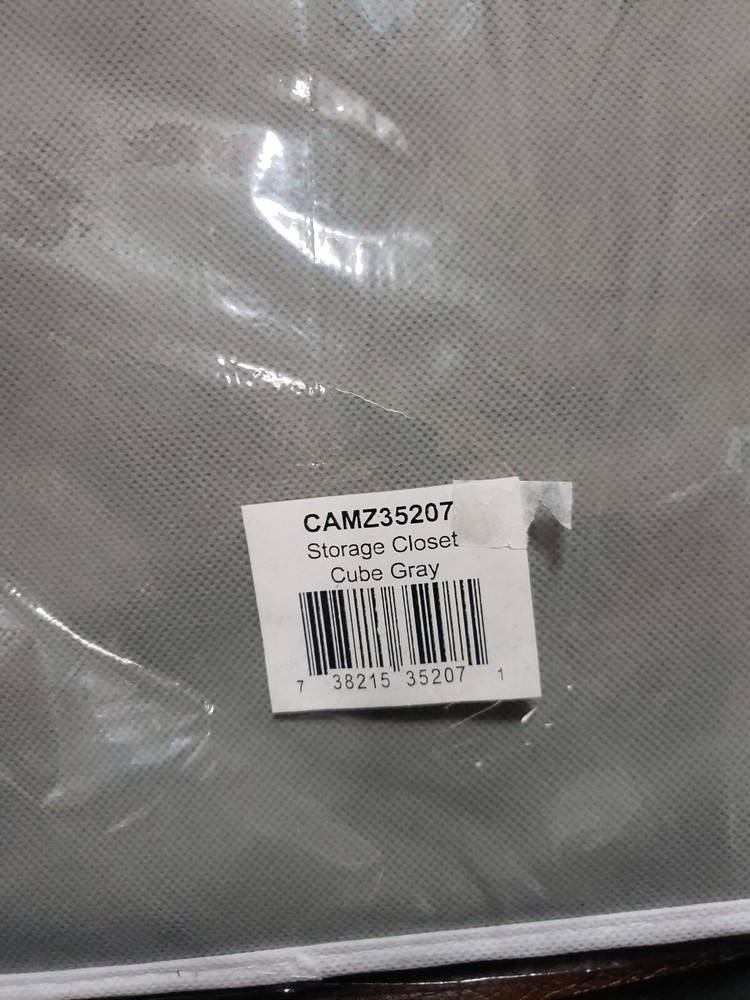 CAMZ35207
Storage Closet
Cube Gray
7 38215 35207 1